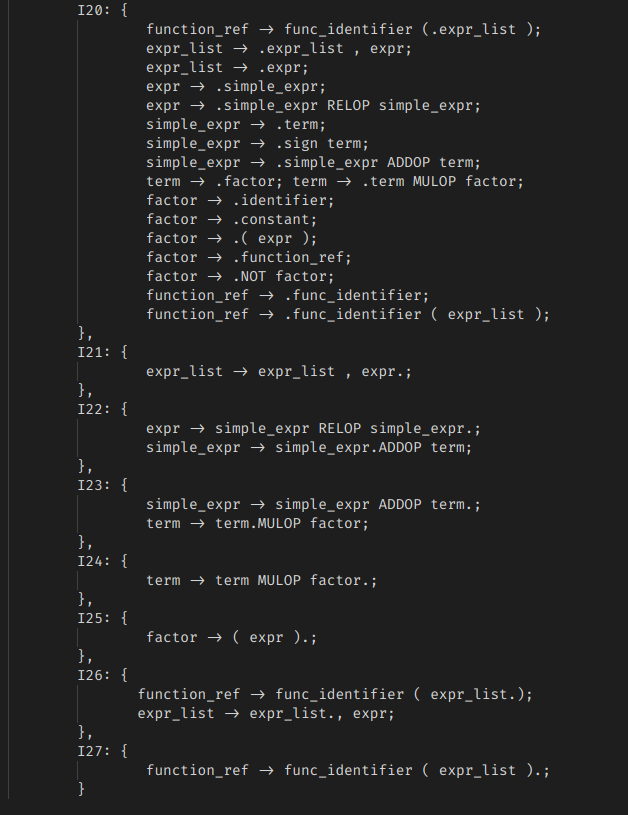 I20: {
function_ref → func_identifier (.expr_list );
expr_list → .expr_list , expr;
expr_list → .expr;
expr → .simple_expr;
expr → .simple_expr RELOP simple_expr;
simple_expr → .term;
simple_expr → .sign term;
simple_expr → .simple_expr ADDOP term;
term → .factor; term → .term MULOP factor;
factor → .identifier;
factor → .constant;
factor → .( expr );
factor → .function_ref;
factor → .NOT factor;
function_ref → .func_identifier;
function_ref → .func_identifier ( expr_list );
},
I21: {
expr_list → expr_list , expr.;
},
I22: {
expr → simple_expr RELOP simple_expr.;
simple_expr → simple_expr.ADDOP term;
},
I23: {
simple_expr → simple_expr ADDOP term.;
term → term.MULOP factor;
},
I24: {
term → term MULOP factor.;
},
I25: {
factor → ( expr ).;
},
I26: {
function_ref → func_identifier ( expr_list.);
expr_list → expr_list., expr;
},
I27: {
function_ref → func_identifier ( expr_list ).;
}